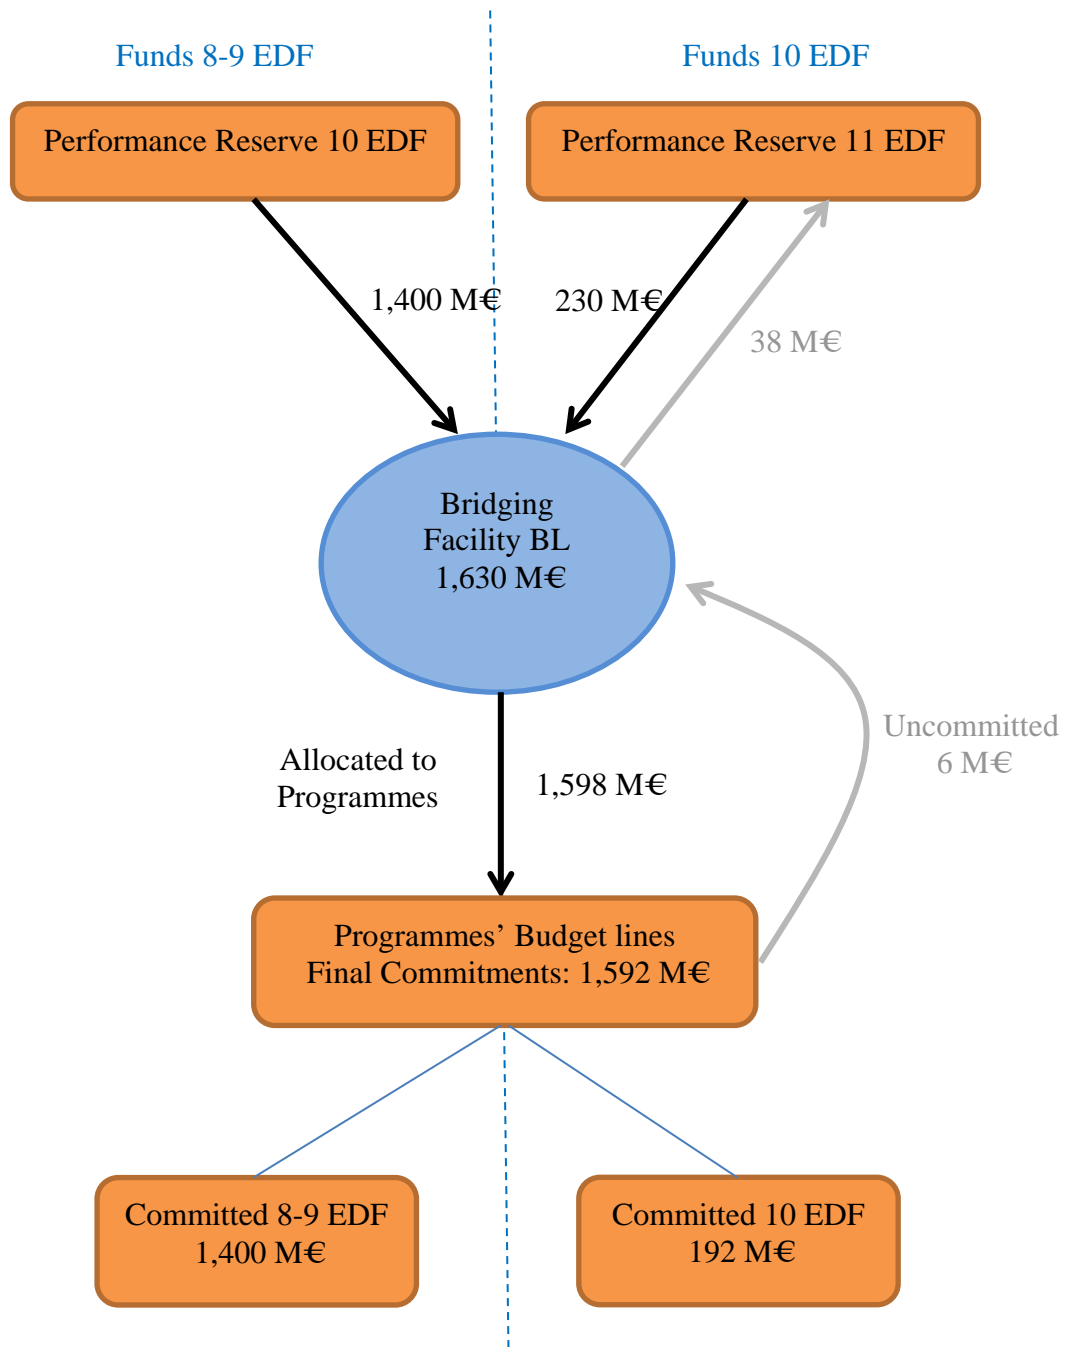 Funds 8-9 EDF
Funds 10 EDF
Performance Reserve 10 EDF
Performance Reserve 11 EDF
1,400 M€
230 M€
38 M€
Bridging
Facility BL
1,630 M€
Allocated to
Programmes
1,598 M€
Uncommitted
6 M€
Programmes’ Budget lines
Final Commitments: 1,592 M€
Committed 8-9 EDF
1,400 M€
Committed 10 EDF
192 M€